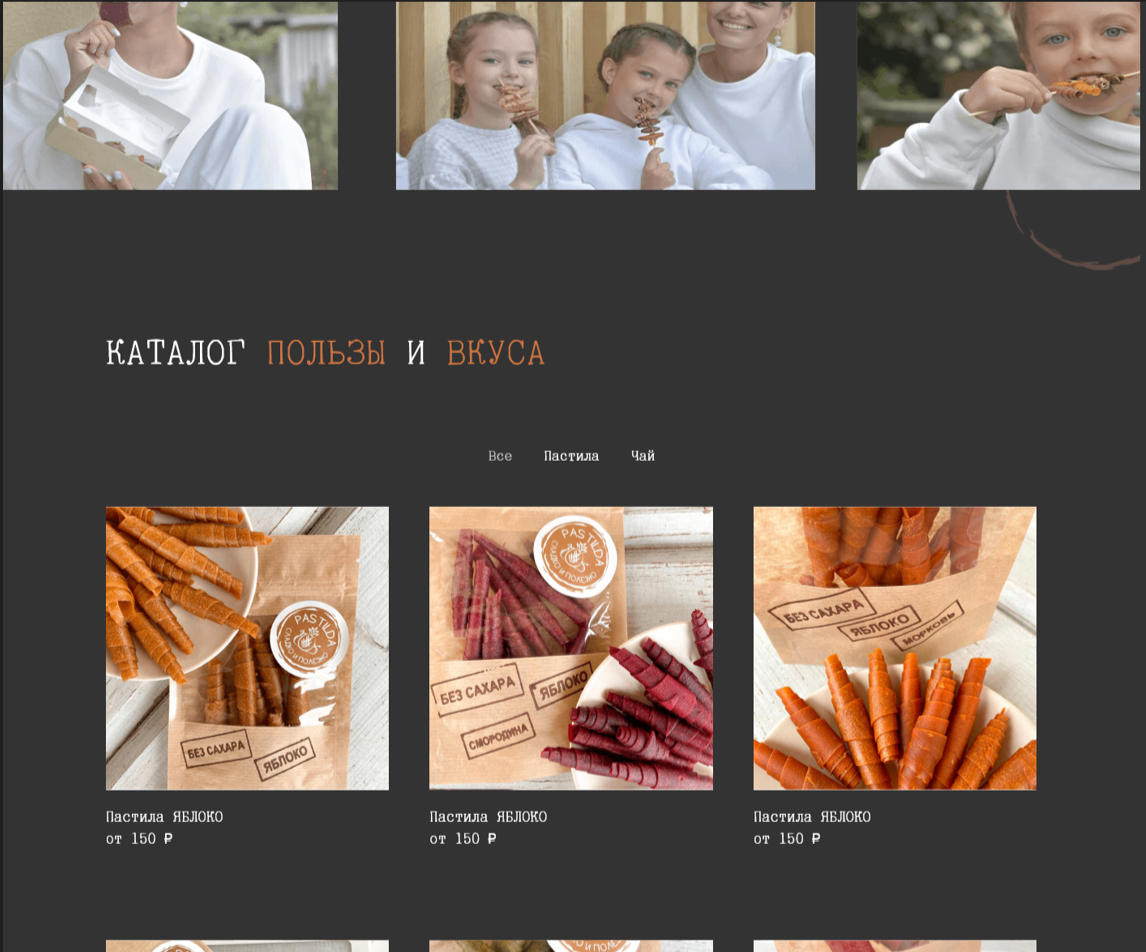 КАТАЛОГ ПОЛЬЗЫ И ВКУСА
Все Пастила Чай
PASTILDA
СЛАДКО И ПОЛЕЗНО
БЕЗ САХАРА
ЯБЛОКО
PASTILDA
СЛАДКО И ПОЛЕЗНО
БЕЗ САХАРА
ЯБЛОКО
СМОРОДИНА
БЕЗ САХАРА
ЯБЛОКО
МОРКОВЬ
Пастила ЯБЛОКО
от 150 ₽
Пастила ЯБЛОКО
от 150 ₽
Пастила ЯБЛОКО
от 150 ₽